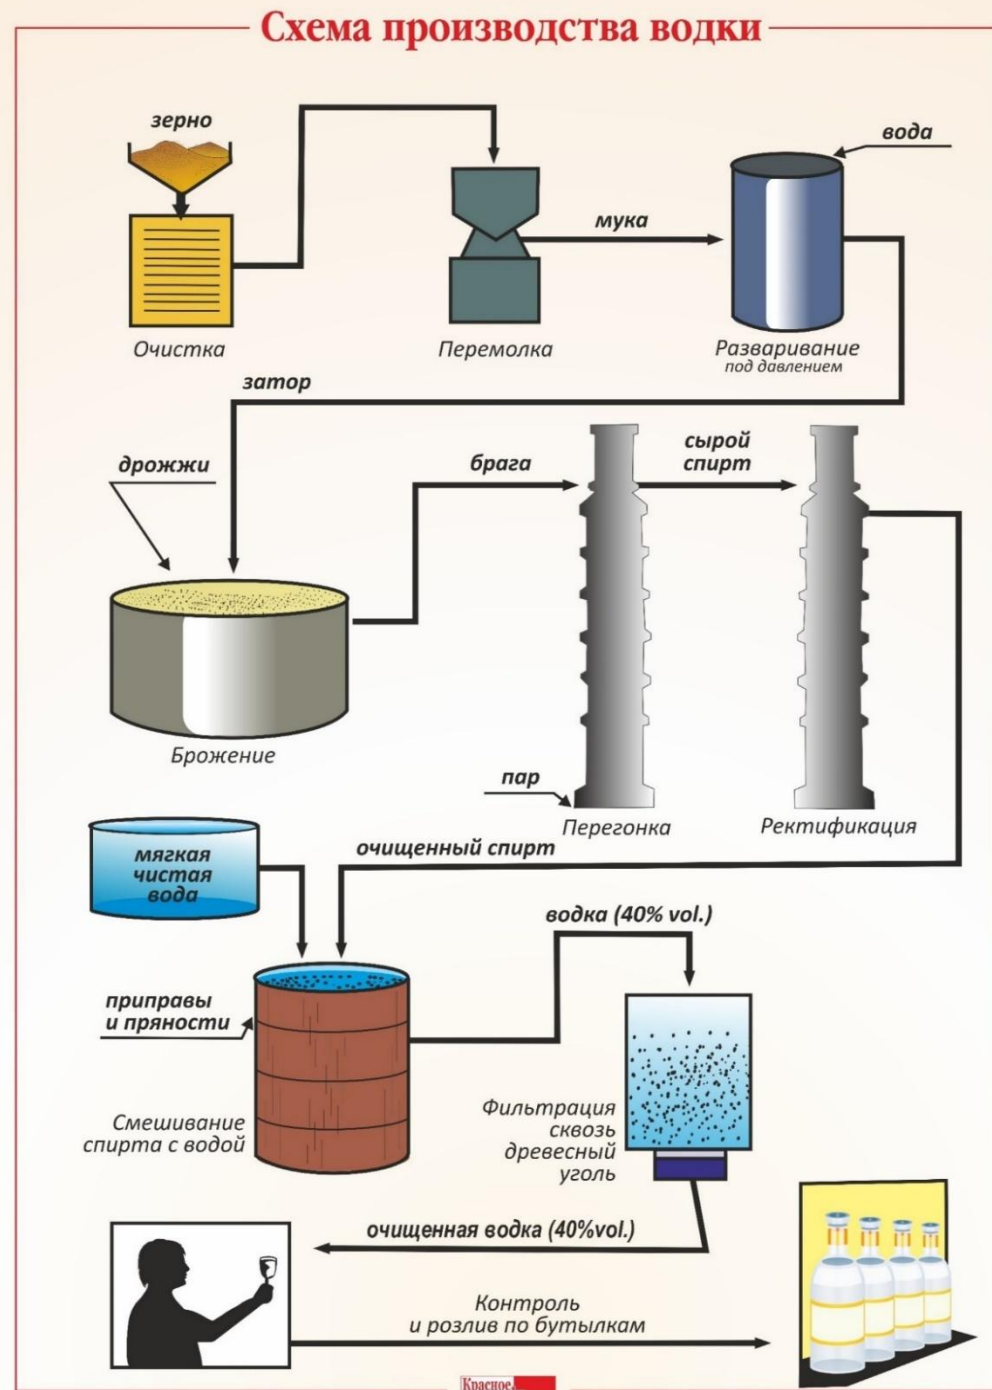 Схема производства водки
зерно
вода
мука
Очистка
Перемолка
Разваривание
под давлением
затор
дрожжи
брага
сырой
спирт
Брожение
пар
Перегонка
Ректификация
мягкая
чистая
вода
очищенный спирт
водка (40% vol.)
приправы
и пряности
Смешивание
спирта с водой
Фильтрация
сквозь
древесный
уголь
очищенная водка (40%vol.)
Контроль
и розлив по бутылкам
Красное